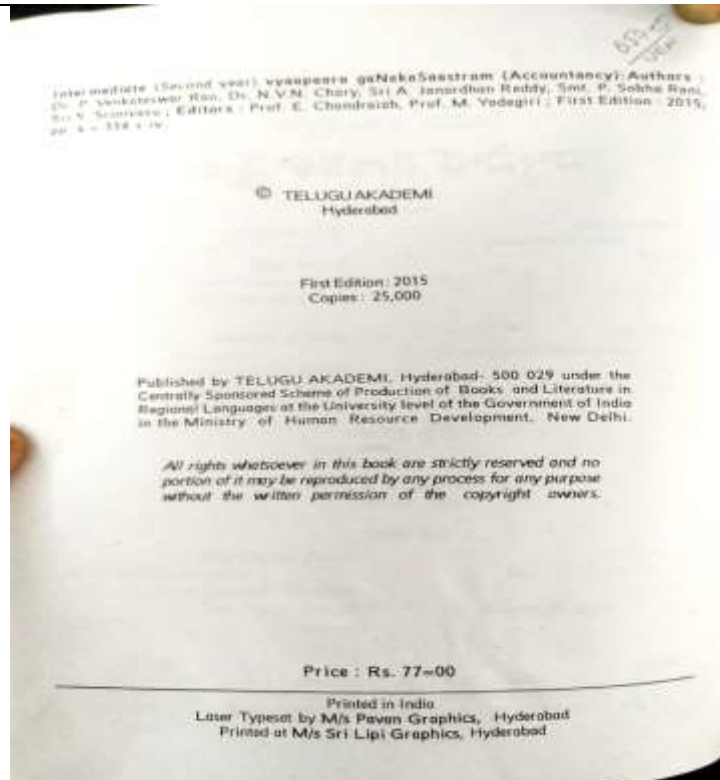 Intermediate (Second year) vyaapaara gaNakaSaastram (Accountancy): Authors :
Dr. P. Venkateswar Rao, Dr. N.V.N. Chary, Sri A. Janardhan Reddy, Smt. P. Sobha Rani,
Sri V. Srinivasu ; Editors : Prof. E. Chandraiah, Prof. M. Yadagiri ; First Edition : 2015,
pp. x + 338 + iv.
© TELUGU AKADEMI
Hyderabad
First Edition : 2015
Copies : 25,000
Published by TELUGU AKADEMI, Hyderabad- 500 029 under the
Centrally Sponsored Scheme of Production of Books and Literature in
Regional Languages at the University level of the Government of India
in the Ministry of Human Resource Development, New Delhi.
All rights whatsoever in this book are strictly reserved and no
portion of it may be reproduced by any process for any purpose
without the written permission of the copyright owners.
Price : Rs. 77=00
Printed in India
Laser Typeset by M/s Pavan Graphics, Hyderabad
Printed at M/s Sri Lipi Graphics, Hyderabad